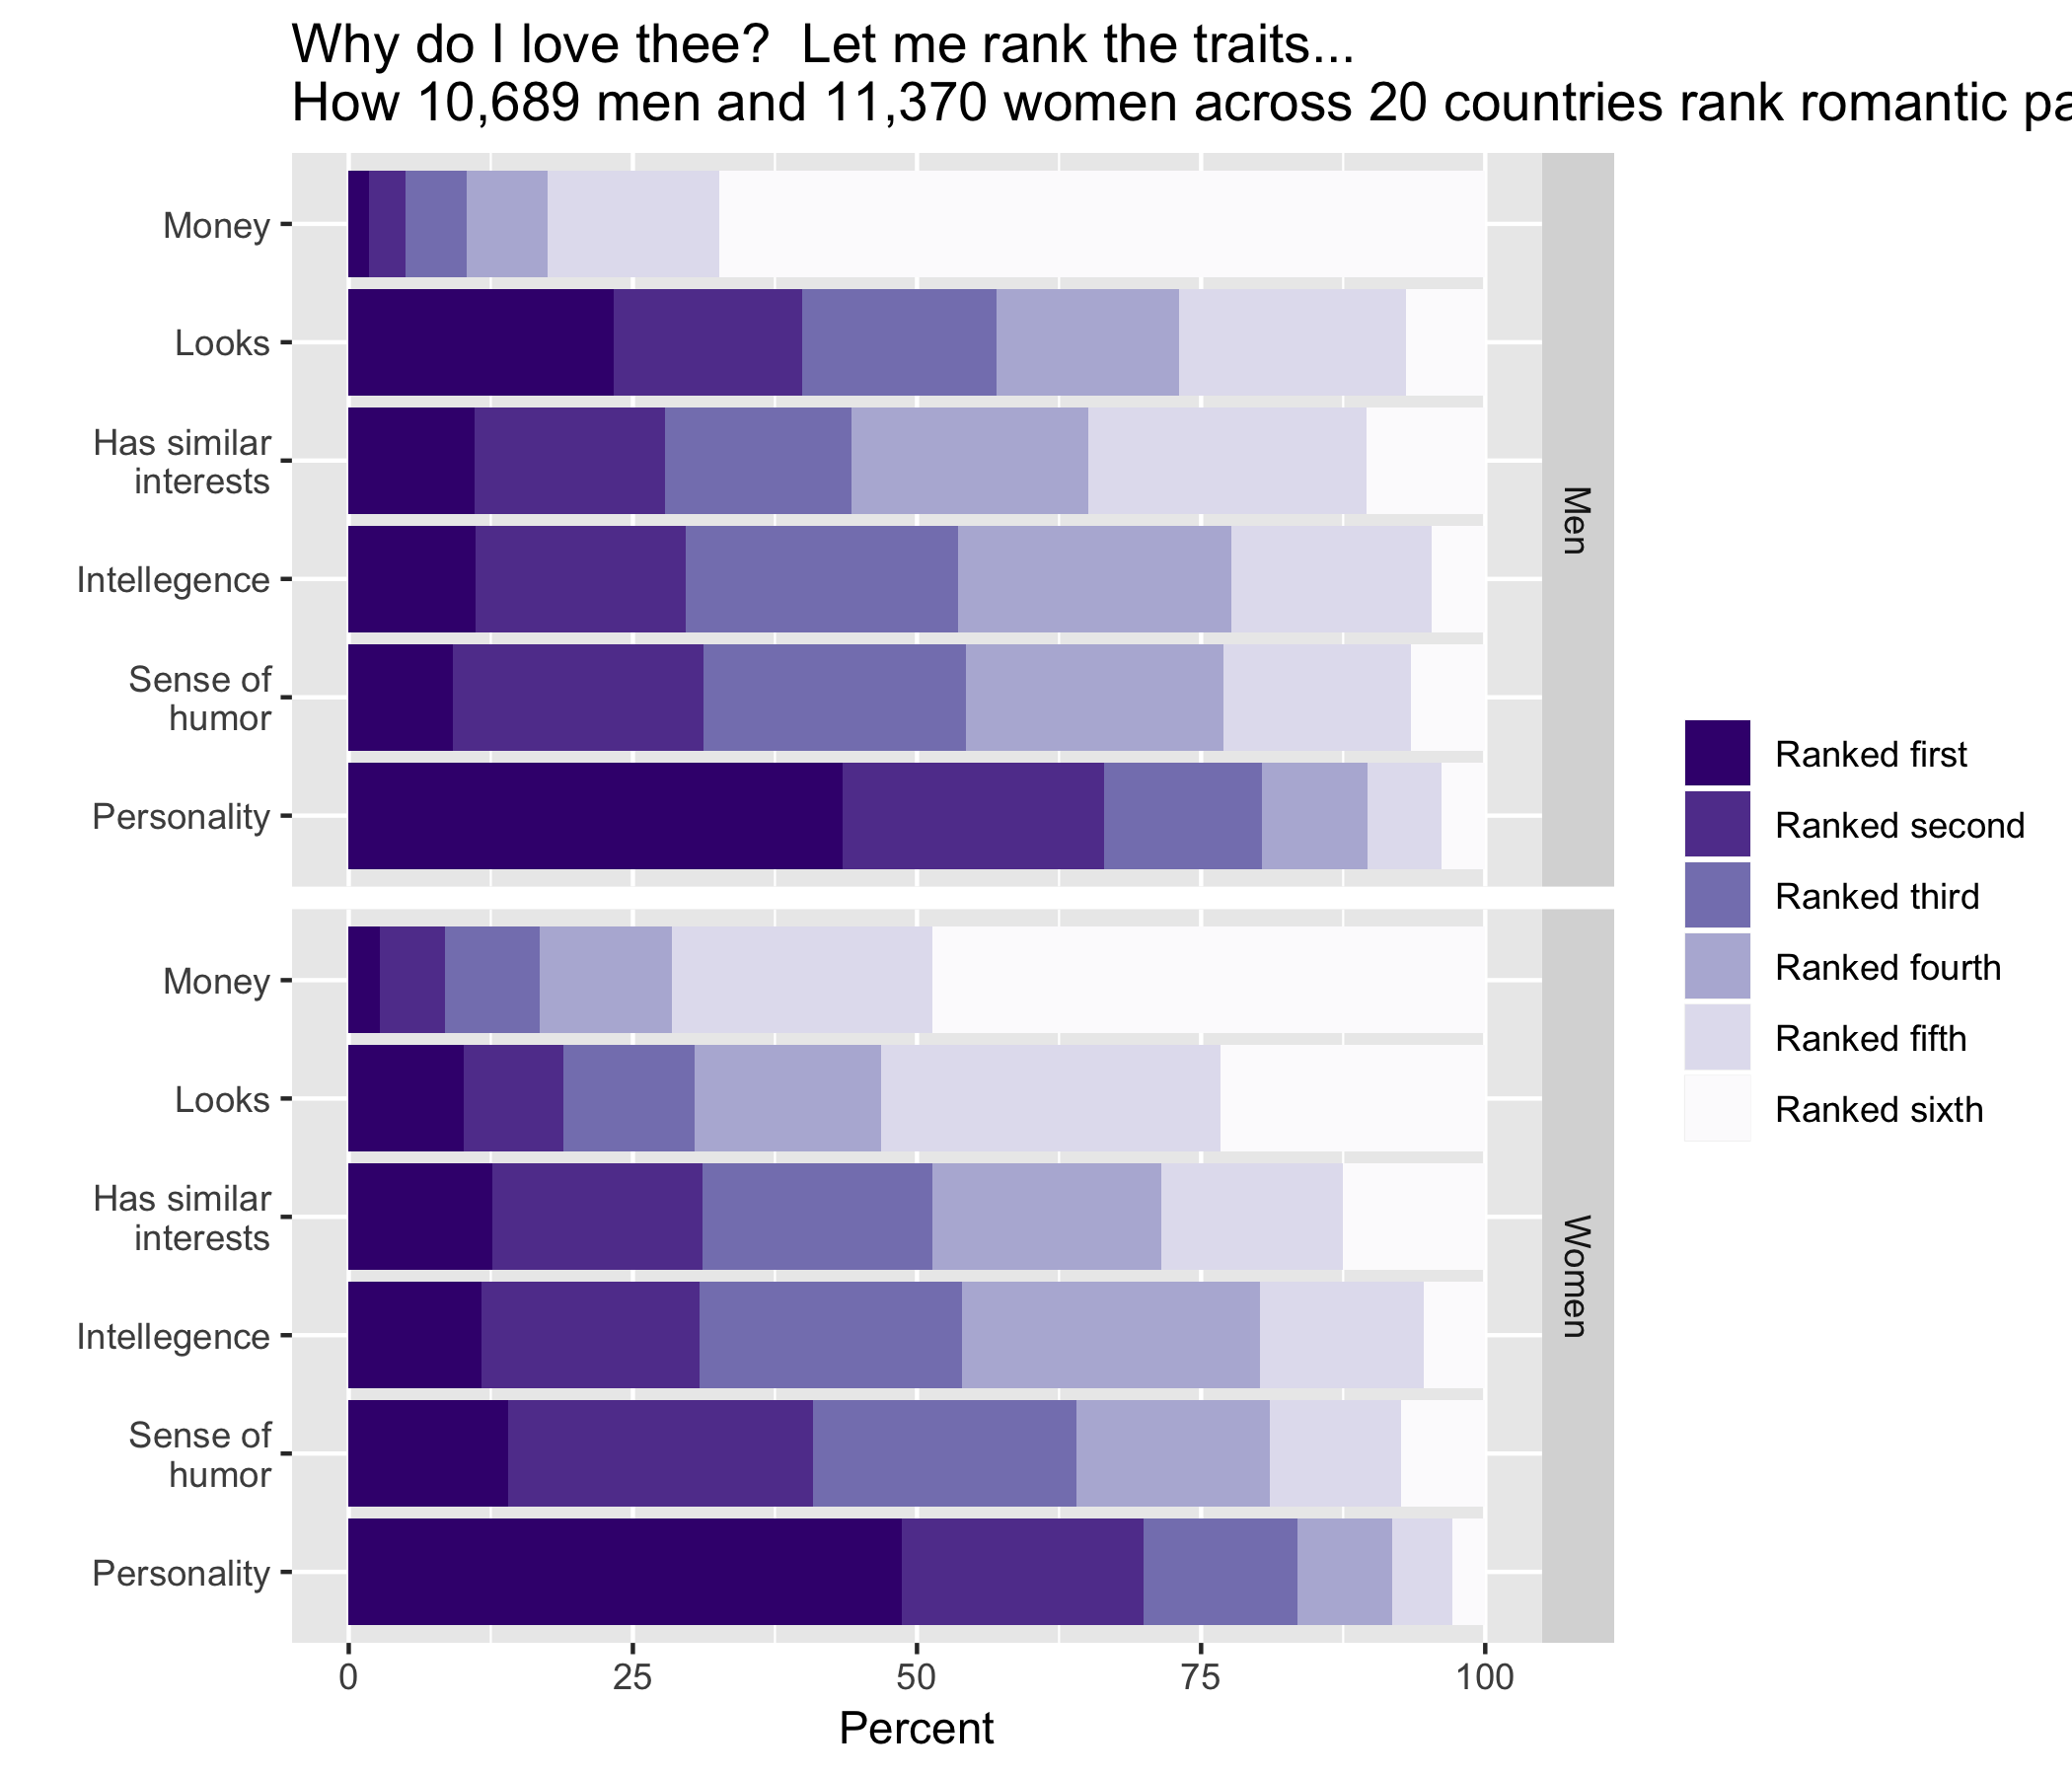 Why do I love thee?  Let me rank the traits...
How 10,689 men and 11,370 women across 20 countries rank romantic pa
Money
Looks
Has similar
interests
Intellegence
Sense of
humor
Personality
Men
Money
Looks
Has similar
interests
Intellegence
Sense of
humor
Personality
Women
0
25
50
75
100
Percent
Ranked first
Ranked second
Ranked third
Ranked fourth
Ranked fifth
Ranked sixth